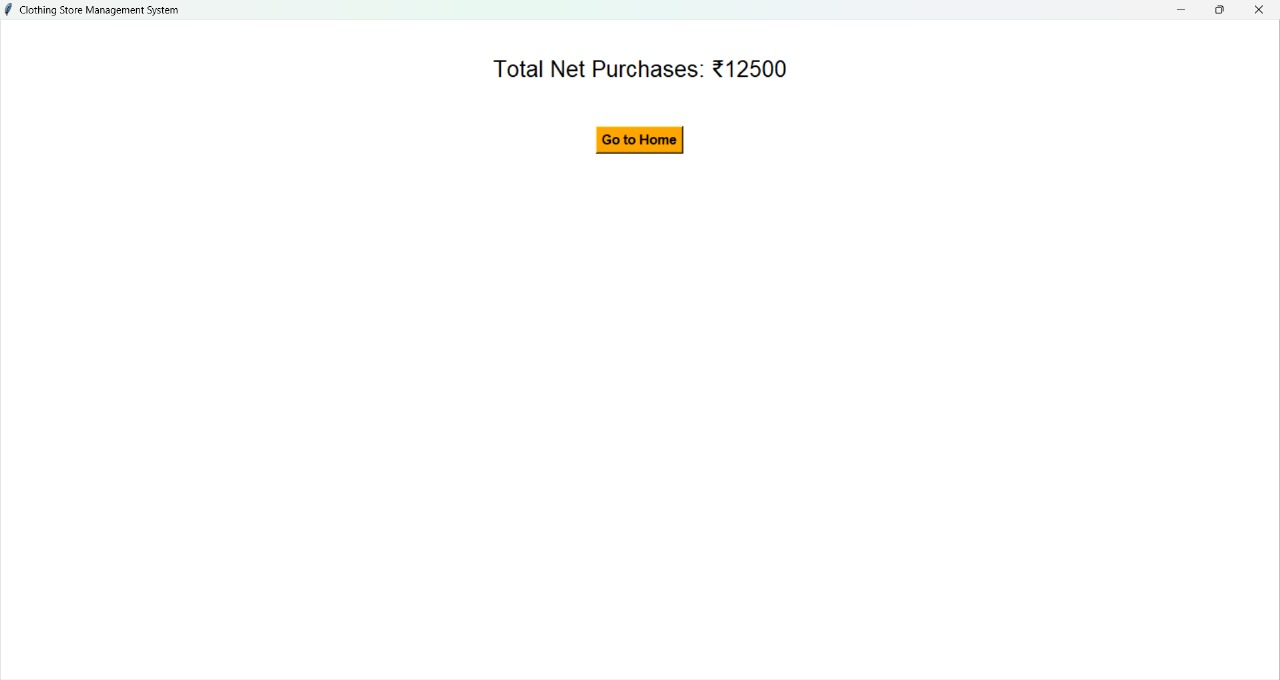 Clothing Store Management System
Total Net Purchases: ₹12500
Go to Home